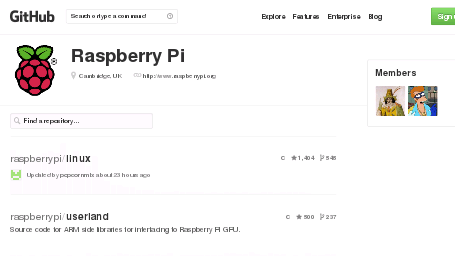 GitHub
Search or type a command
Explore Features Enterprise Blog
Sign u
Raspberry Pi
Cambridge, UK http://www.raspberrypi.org
Members
Find a repository...
raspberrypi/linux
C 1,404 848
Updated by popcornmix about 23 hours ago
raspberrypi/userland
C 500 237
Source code for ARM side libraries for interfacing to Raspberry Pi GPU.